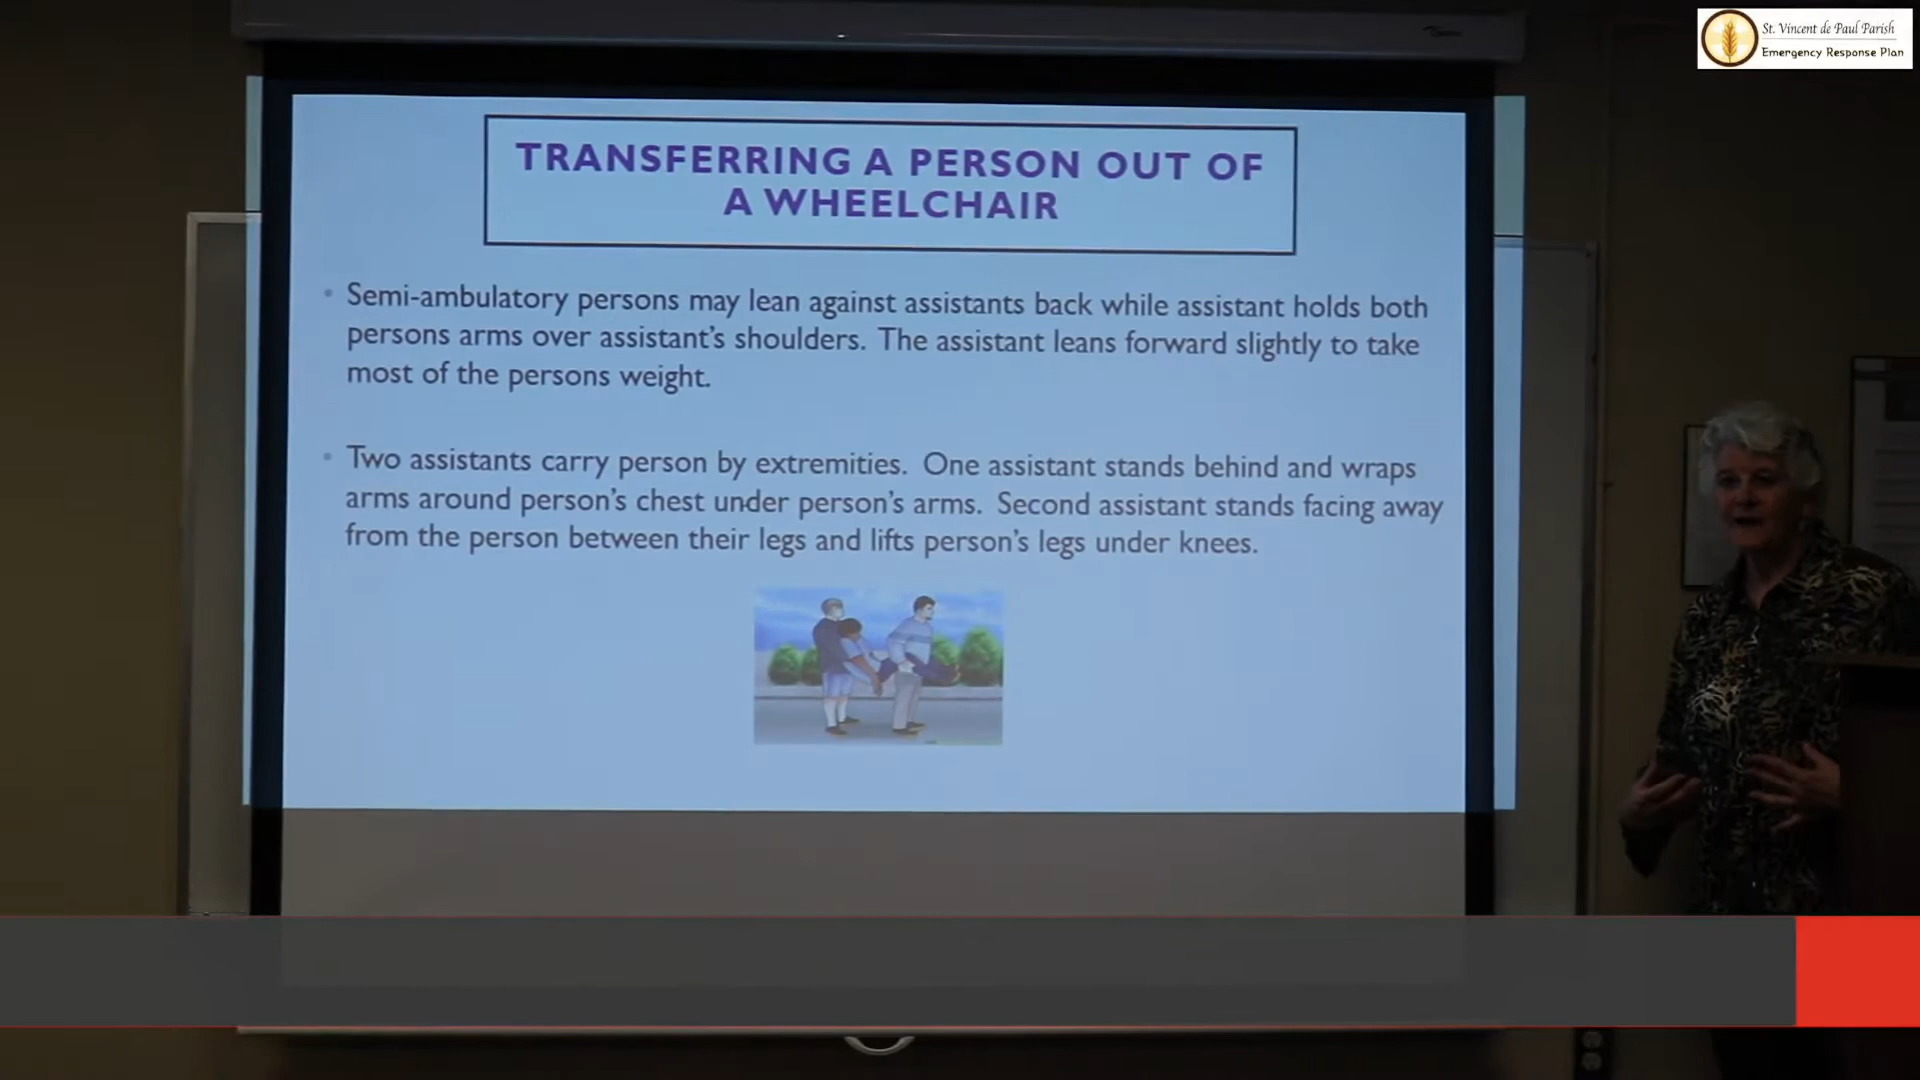 St. Vincent de Paul Parish
Emergency Response Plan
TRANSFERRING A PERSON OUT OF
A WHEELCHAIR
Semi-ambulatory persons may lean against assistants back while assistant holds both
persons arms over assistant's shoulders. The assistant leans forward slightly to take
most of the persons weight.
Two assistants carry person by extremities. One assistant stands behind and wraps
arms around person's chest under person's arms. Second assistant stands facing away
from the person between their legs and lifts person's legs under knees.